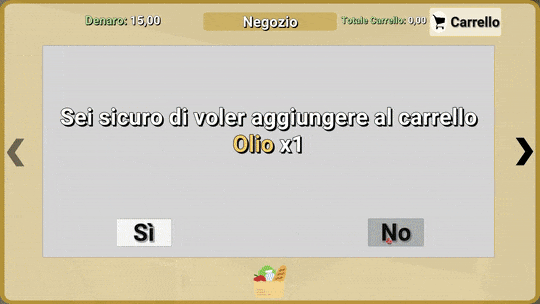 Denaro: 15,00
Negozio
Totale Carrello: 0,00
Carrello
Sei sicuro di voler aggiungere al carrello
Olio x1
Sì
No